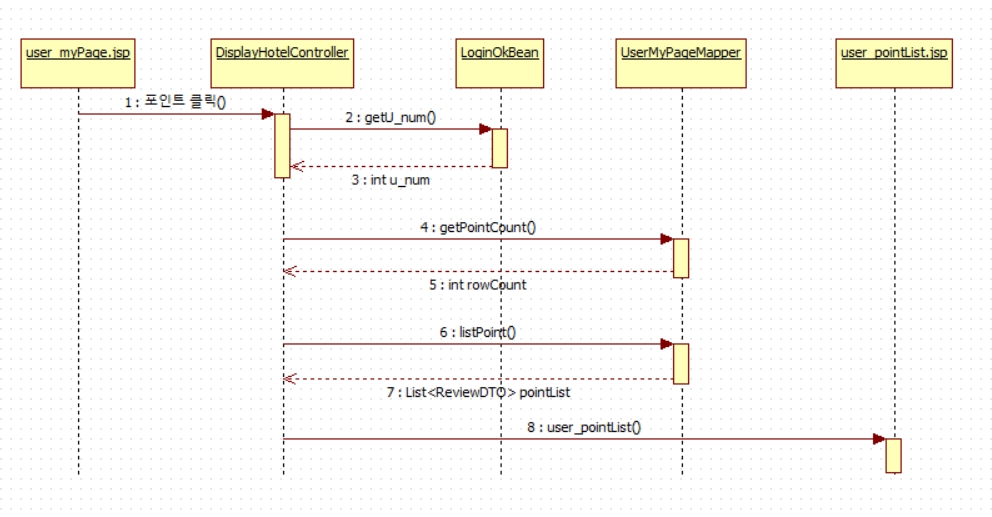 user_myPage.jsp
DisplayHotelController
LoginOkBean
UserMyPageMapper
user_pointList.jsp
1 : 포인트 클릭()
2 : getU_num()
3 : int u_num
4 : getPointCount()
5 : int rowCount
6 : listPoint()
7 : List<ReviewDTO> pointList
8 : user_pointList()